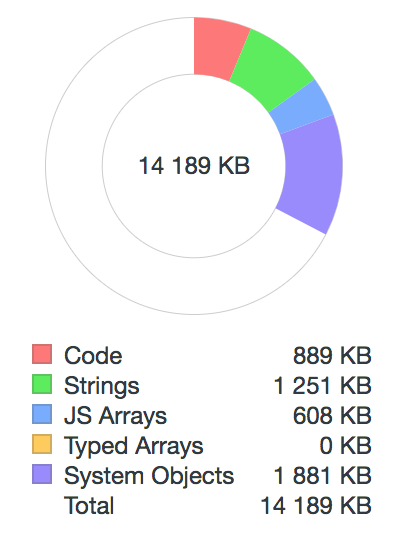 14 189 KB
Code 889 KB
Strings 1 251 KB
JS Arrays 608 KB
Typed Arrays 0 KB
System Objects 1 881 KB
Total 14 189 KB